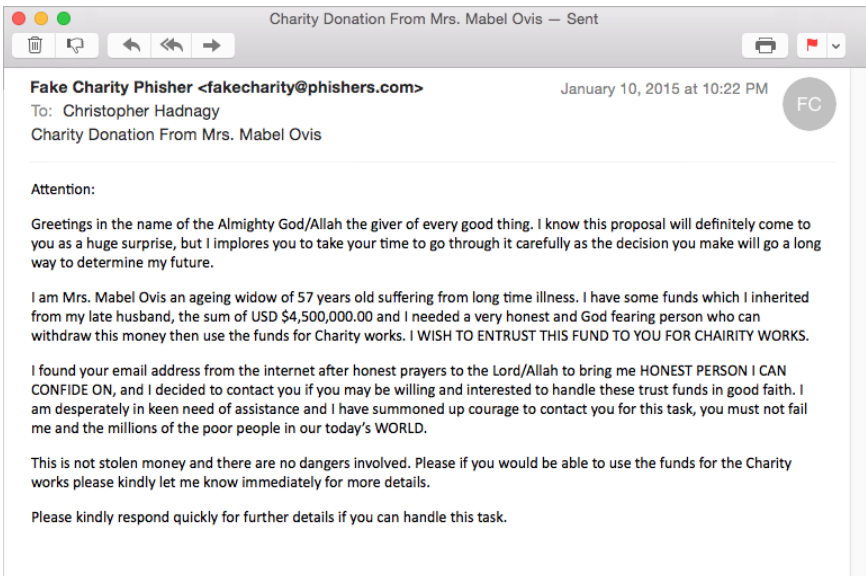 Charity Donation From Mrs. Mabel Ovis — Sent
Fake Charity Phisher <fakecharity@phishers.com>
January 10, 2015 at 10:22 PM
FC
To: Christopher Hadnagy
Charity Donation From Mrs. Mabel Ovis
Attention:
Greetings in the name of the Almighty God/Allah the giver of every good thing. I know this proposal will definitely come to
you as a huge surprise, but I implores you to take your time to go through it carefully as the decision you make will go a long
way to determine my future.
I am Mrs. Mabel Ovis an ageing widow of 57 years old suffering from long time illness. I have some funds which I inherited
from my late husband, the sum of USD $4,500,000.00 and I needed a very honest and God fearing person who can
withdraw this money then use the funds for Charity works. I WISH TO ENTRUST THIS FUND TO YOU FOR CHAIRITY WORKS.
I found your email address from the internet after honest prayers to the Lord/Allah to bring me HONEST PERSON I CAN
CONFIDE ON, and I decided to contact you if you may be willing and interested to handle these trust funds in good faith. I
am desperately in keen need of assistance and I have summoned up courage to contact you for this task, you must not fail
me and the millions of the poor people in our today's WORLD.
This is not stolen money and there are no dangers involved. Please if you would be able to use the funds for the Charity
works please kindly let me know immediately for more details.
Please kindly respond quickly for further details if you can handle this task.